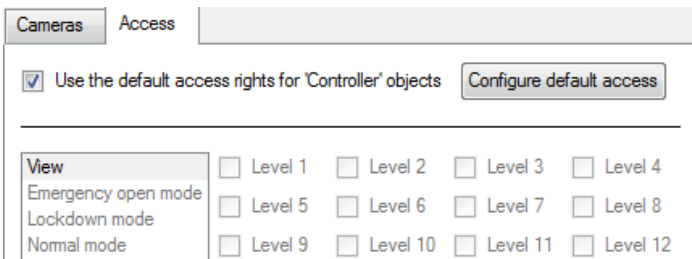 Cameras Access
Use the default access rights for 'Controller' objects Configure default access
View Level 1 Level 2 Level 3 Level 4
Emergency open mode
Level 5 Level 6 Level 7 Level 8
Lockdown mode
Normal mode Level 9 Level 10 Level 11 Level 12